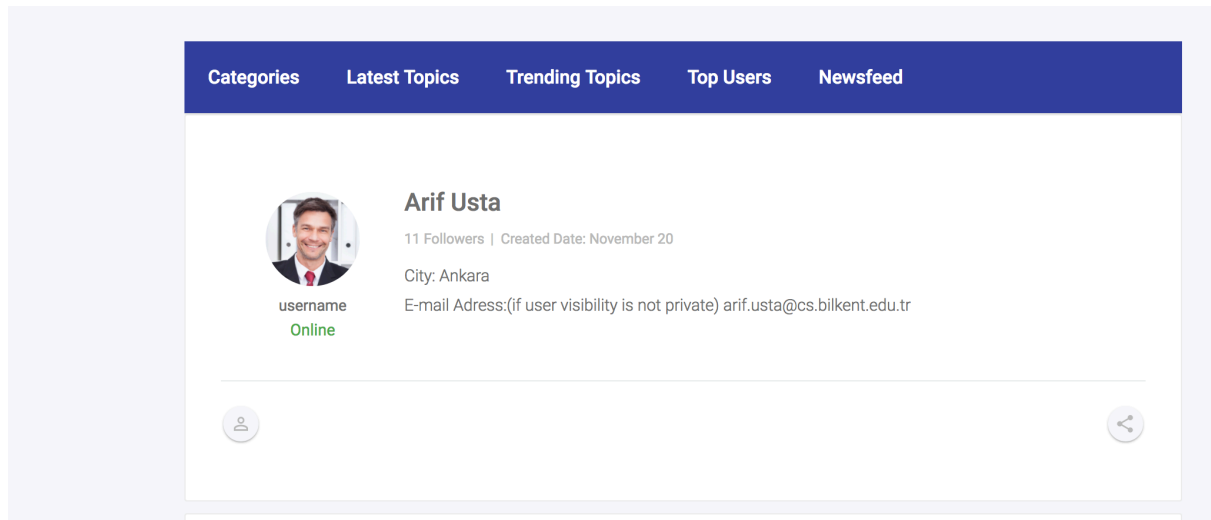 Categories Latest Topics Trending Topics Top Users Newsfeed
Arif Usta
11 Followers | Created Date: November 20
City: Ankara
E-mail Adress:(if user visibility is not private) arif.usta@cs.bilkent.edu.tr
username
Online